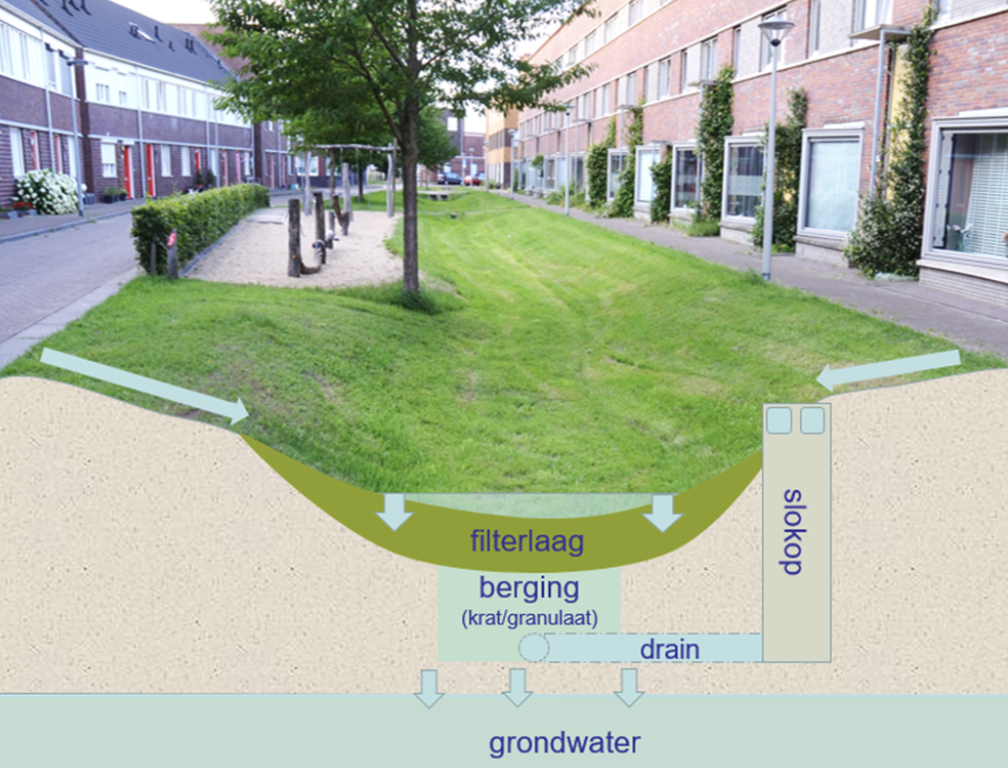 filterlaag
berging
(krat/granulaat)
drain
slokop
grondwater